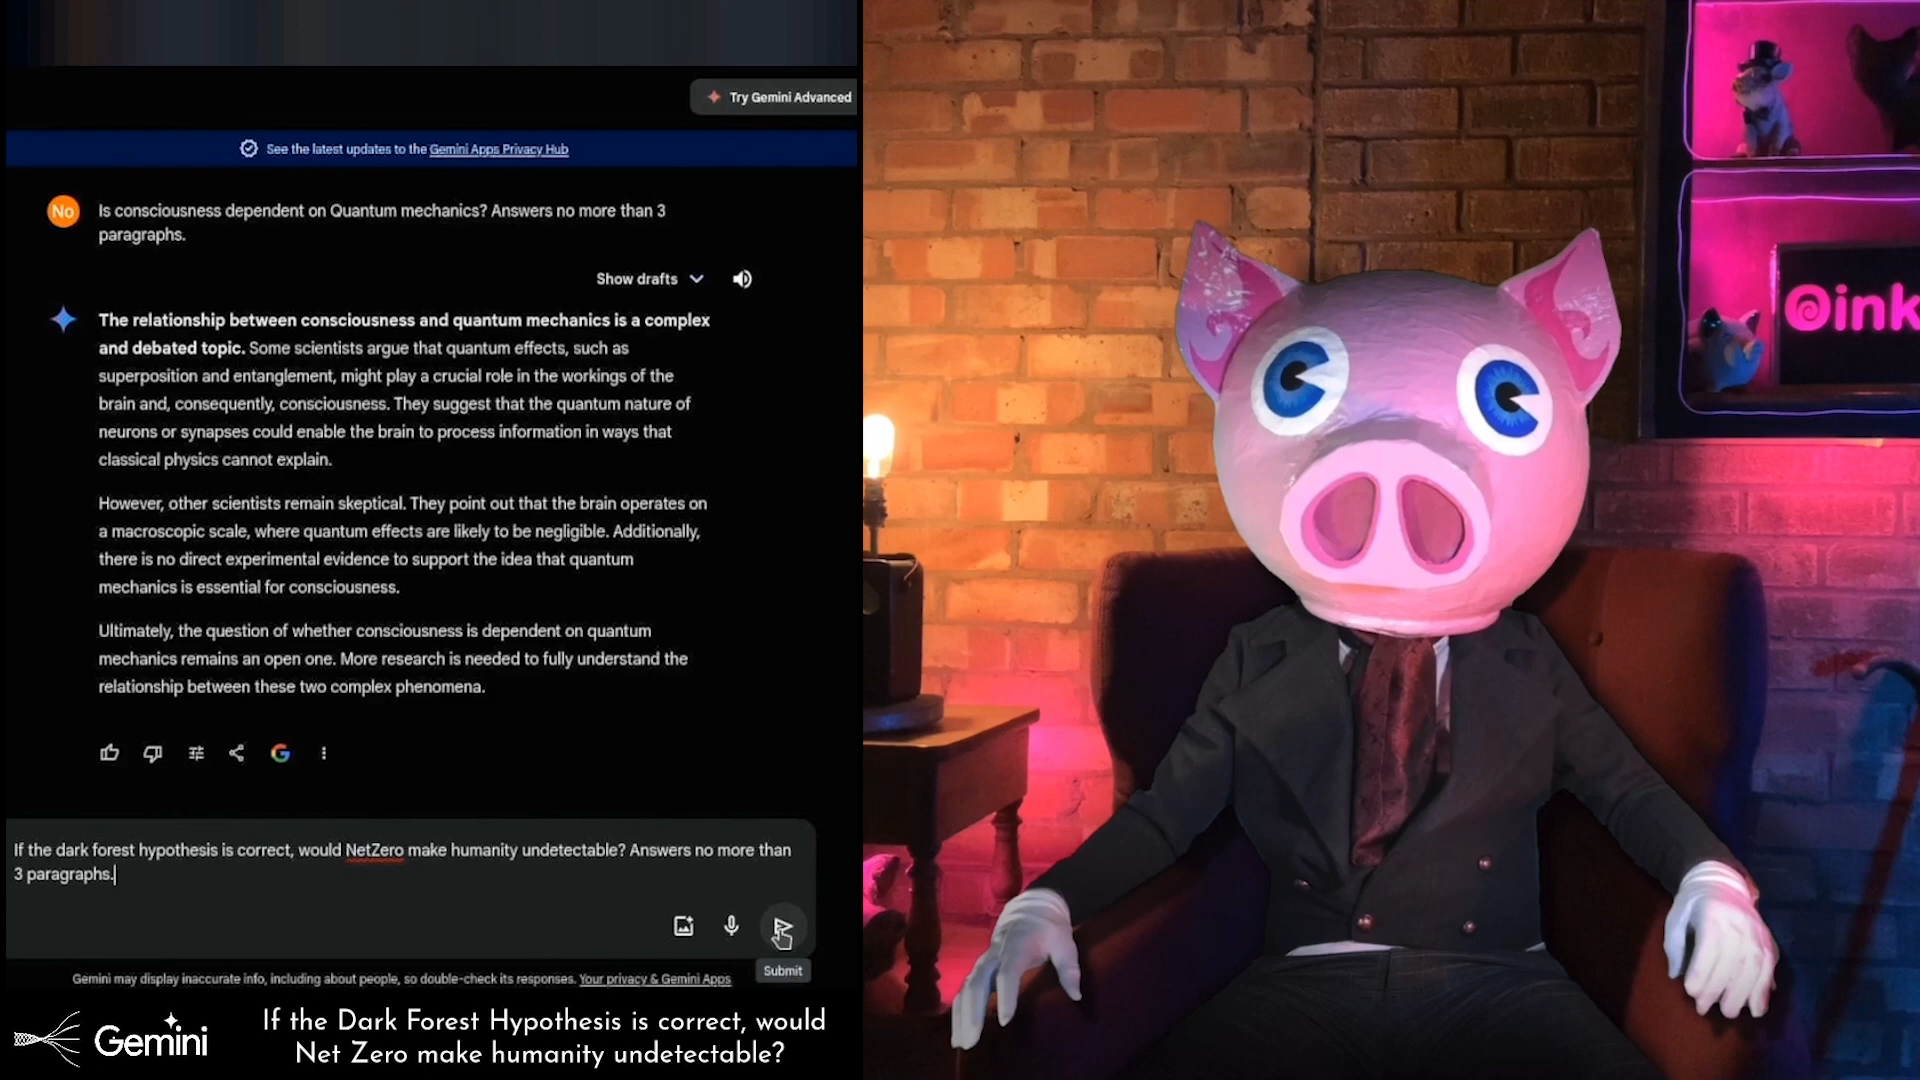 Try Gemini Advanced
See the latest updates to the Gemini Apps Privacy Hub
No
Is consciousness dependent on Quantum mechanics? Answers no more than 3
paragraphs.
Show drafts
The relationship between consciousness and quantum mechanics is a complex
and debated topic. Some scientists argue that quantum effects, such as
superposition and entanglement, might play a crucial role in the workings of the
brain and, consequently, consciousness. They suggest that the quantum nature of
neurons or synapses could enable the brain to process information in ways that
classical physics cannot explain.
However, other scientists remain skeptical. They point out that the brain operates on
a macroscopic scale, where quantum effects are likely to be negligible. Additionally,
there is no direct experimental evidence to support the idea that quantum
mechanics is essential for consciousness.
Ultimately, the question of whether consciousness is dependent on quantum
mechanics remains an open one. More research is needed to fully understand the
relationship between these two complex phenomena.
G
If the dark forest hypothesis is correct, would NetZero make humanity undetectable? Answers no more than
3 paragraphs.
Submit
Gemini may display inaccurate info, including about people, so double-check its responses. Your privacy & Gemini Apps
Gemini
If the Dark Forest Hypothesis is correct, would
Net Zero make humanity undetectable?
Oink